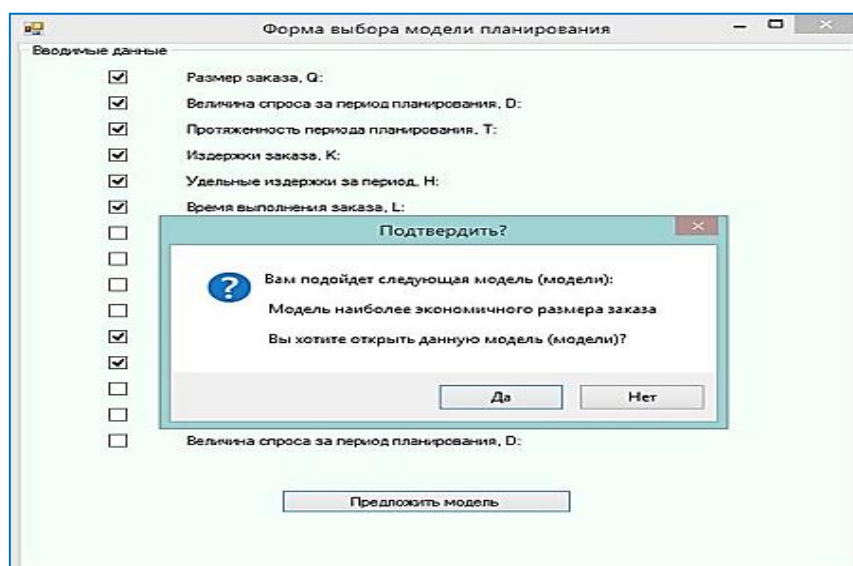 Форма выбора модели планирования
Вводимые данные
Размер заказа, Q:
Величина спроса за период планирования, D:
Протяженность периода планирования, T:
Издержки заказа, K:
Удельные издержки за период, H:
Время выполнения заказа, L:
Подтвердить?
Вам подойдет следующая модель (модели):
Модель наиболее экономичного размера заказа
Вы хотите открыть данную модель (модели)?
Да
Нет
Величина спроса за период планирования, D:
Предложить модель